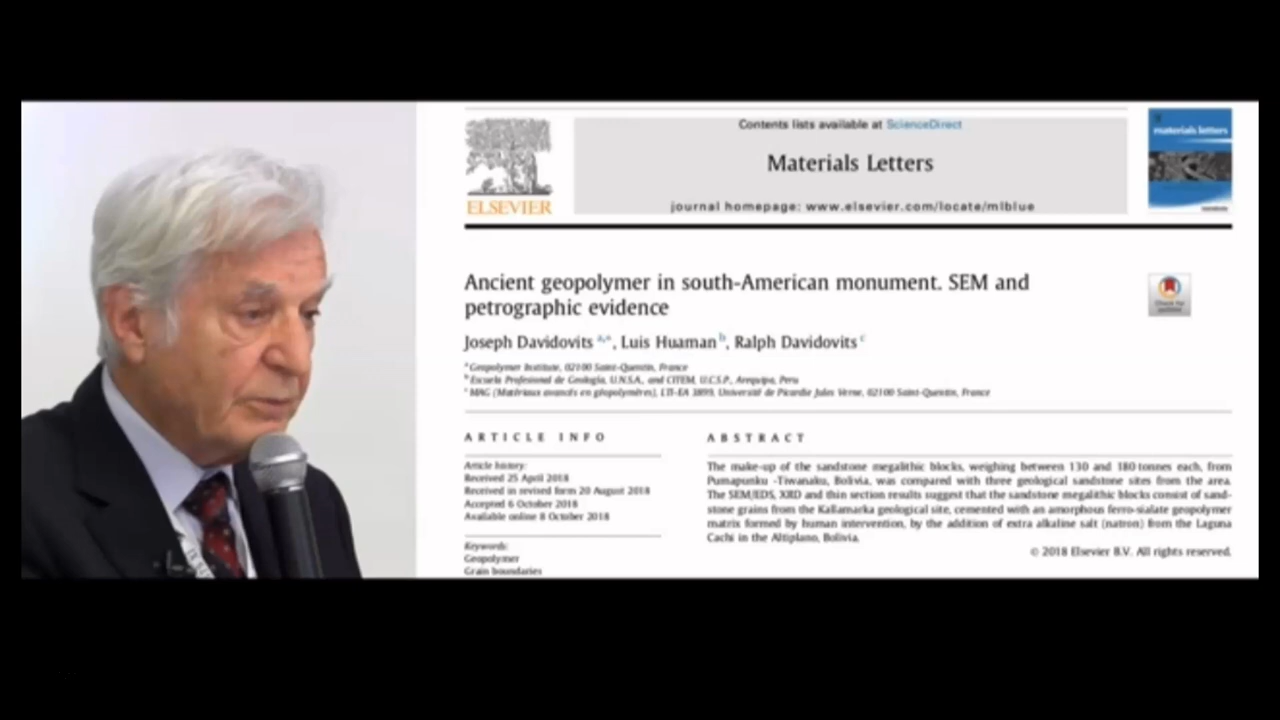 Contents lists available at ScienceDirect
Materials Letters
journal homepage: www.elsevier.com/locate/mlblue
ELSEVIER
materials letters
Ancient geopolymer in south-American monument. SEM and
petrographic evidence
Check for
updates
Joseph Davidovits a,*, Luis Huaman b, Ralph Davidovits c
a Geopolymer Institute, 02100 Saint-Quentin, France
b Escuela Profesional de Geología, U.N.S.A., and CITEM, U.C.S.P., Arequipa, Peru
c MAG (Matériaux avancés en géopolymères), LTI-EA 3899, Université de Picardie Jules Verne, 02100 Saint-Quentin, France
ARTICLE INFO
Article history:
Received 25 April 2018
Received in revised form 20 August 2018
Accepted 6 October 2018
Available online 8 October 2018
Keywords:
Geopolymer
Grain boundaries
ABSTRACT
The make-up of the sandstone megalithic blocks, weighing between 130 and 180 tonnes each, from
Pumapunku -Tiwanaku, Bolivia, was compared with three geological sandstone sites from the area.
The SEM/EDS, XRD and thin section results suggest that the sandstone megalithic blocks consist of sand-
stone grains from the Kallamarka geological site, cemented with an amorphous ferro-sialate geopolymer
matrix formed by human intervention, by the addition of extra alkaline salt (natron) from the Laguna
Cachi in the Altiplano, Bolivia.
© 2018 Elsevier B.V. All rights reserved.